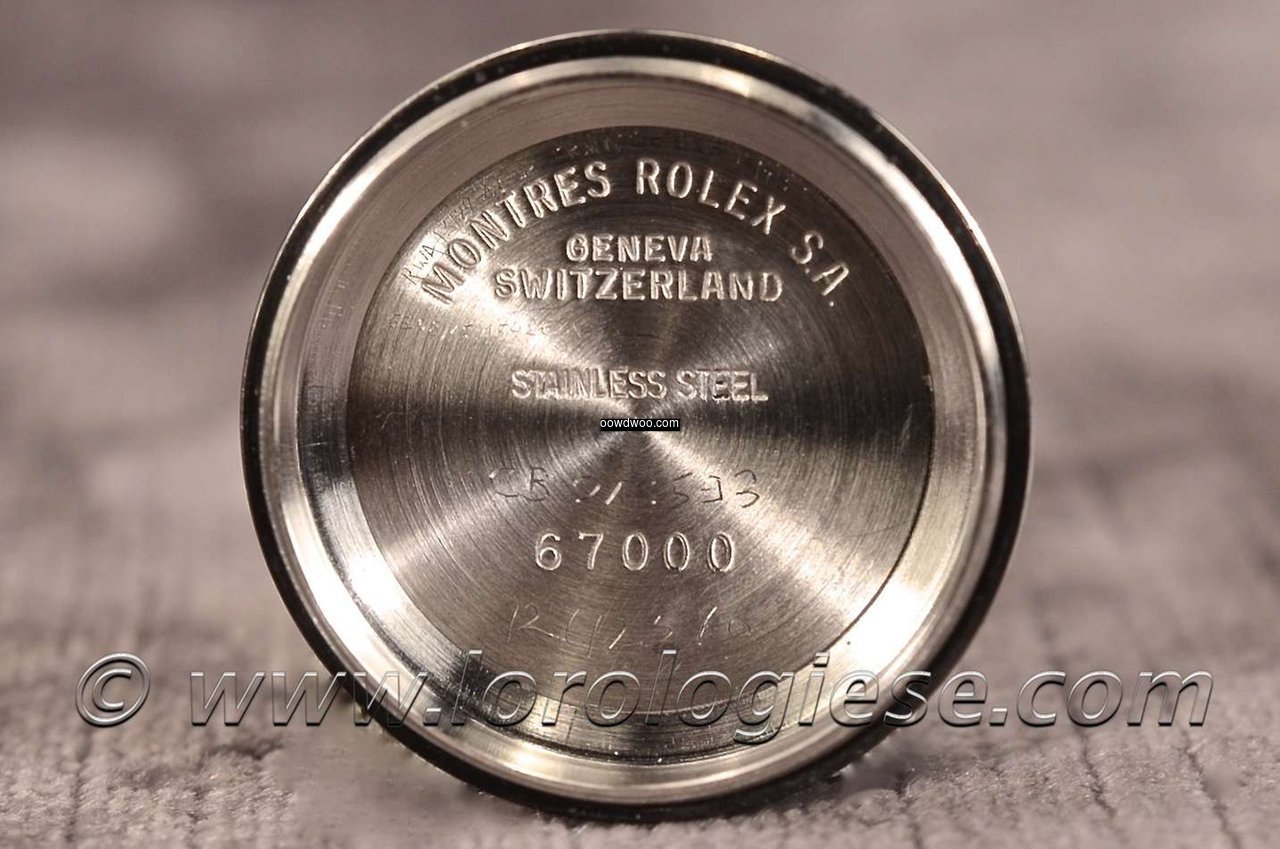 MONTRES ROLEX S.A.
GENEVA
SWITZERLAND
STAINLESS STEEL
oowdwoo.com
67000
© www.lorologiese.com